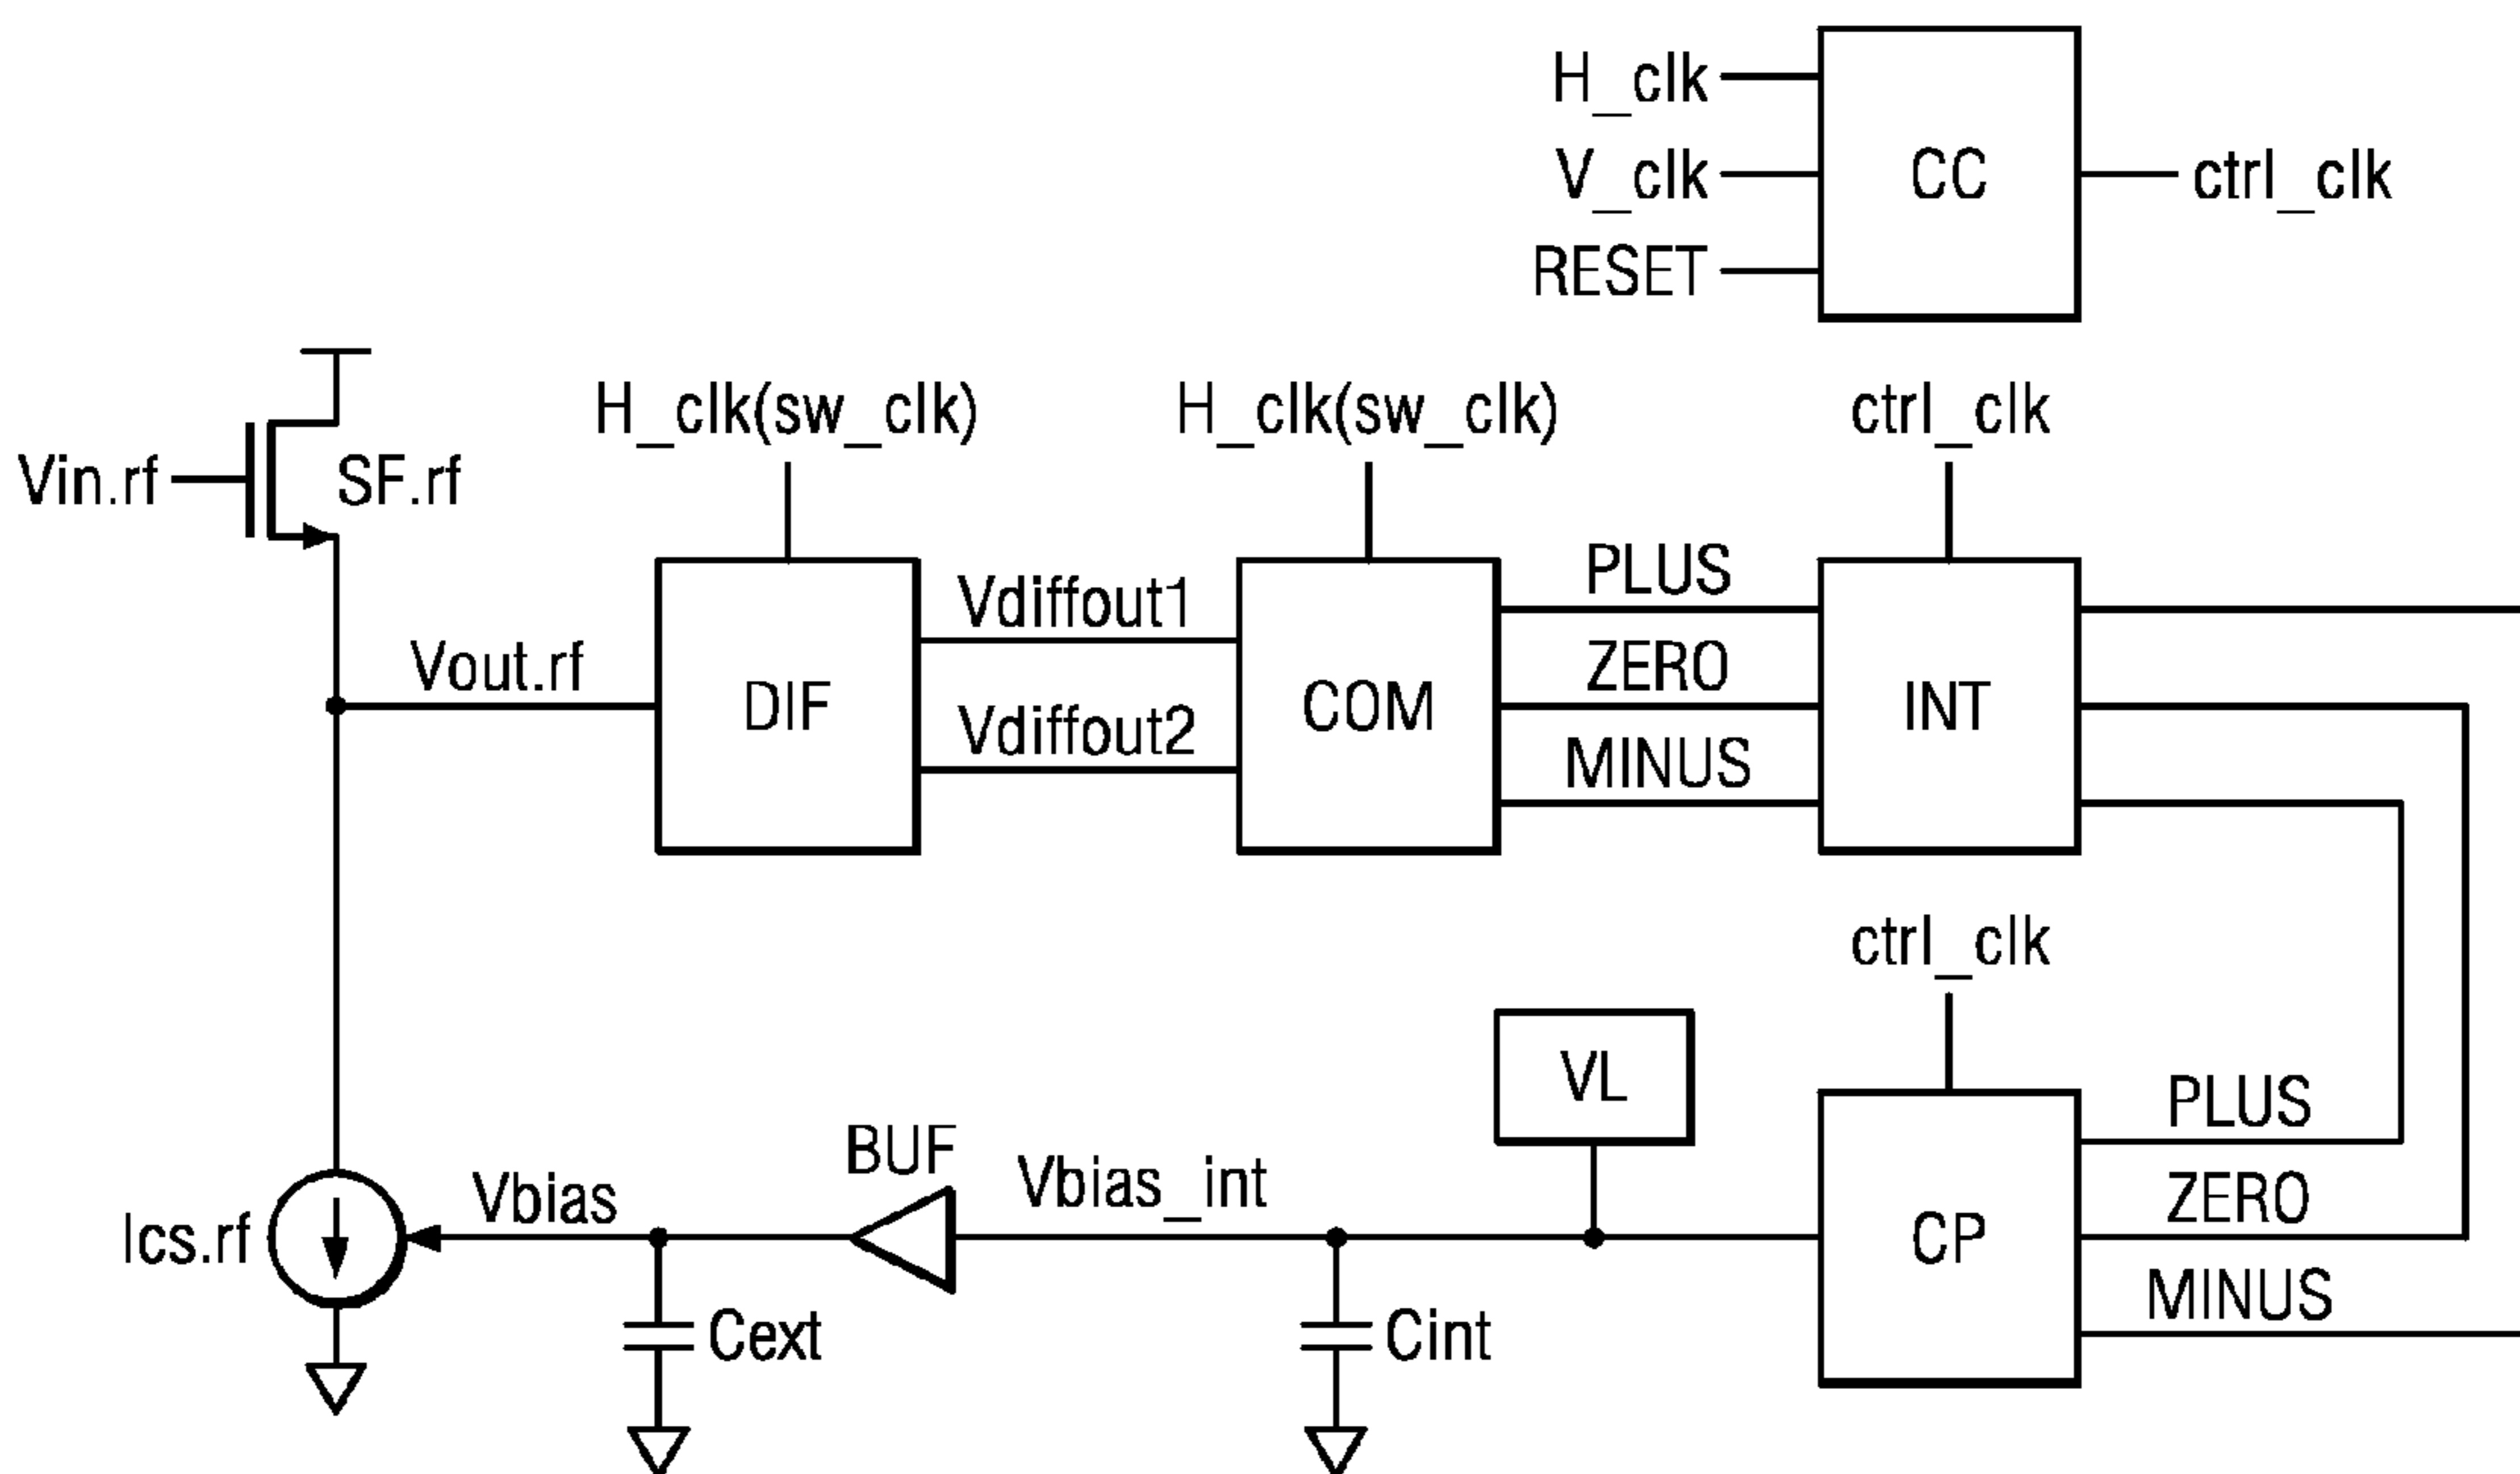 H_clk
V_clk
CC
ctrl_clk
RESET
H_clk(sw_clk)
H_clk(sw_clk)
ctrl_clk
Vin.rf
SF.rf
Vout.rf
DIF
Vdiffout1
Vdiffout2
COM
PLUS
ZERO
MINUS
INT
ctrl_clk
VL
PLUS
ZERO
MINUS
CP
BUF
Vbias_int
Vbias
Ics.rf
Cext
Cint